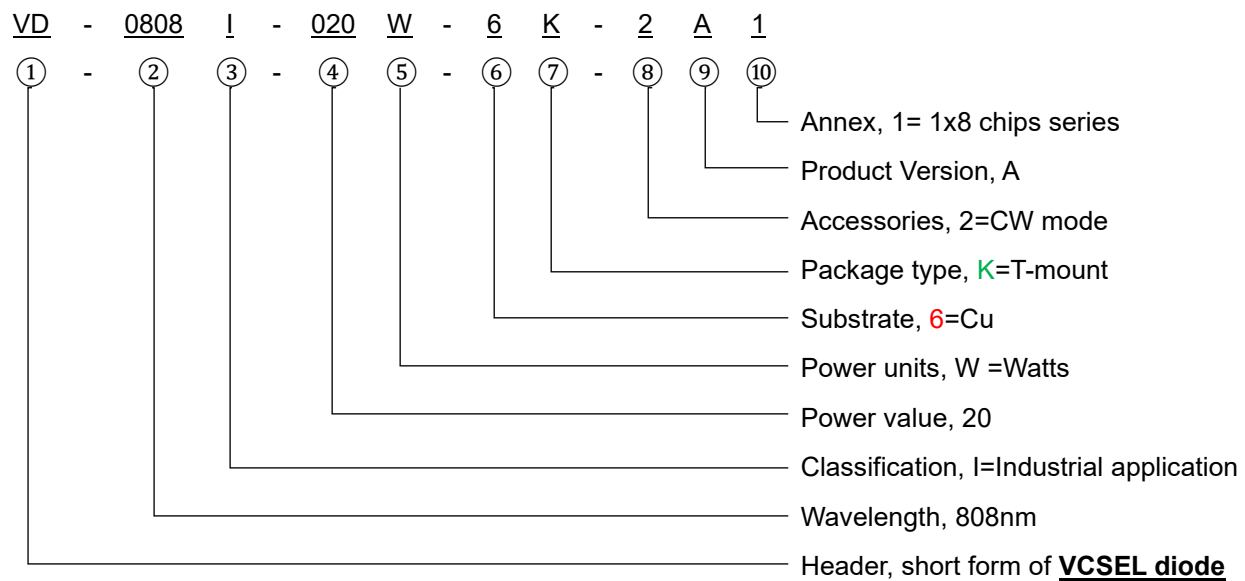 VD - 0808 I - 020 W - 6 K - 2 A 1
① - ② ③ - ④ ⑤ - ⑥ ⑦ - ⑧ ⑨ ⑩
Annex, 1= 1x8 chips series
Product Version, A
Accessories, 2=CW mode
Package type, K=T-mount
Substrate, 6=Cu
Power units, W =Watts
Power value, 20
Classification, I=Industrial application
Wavelength, 808nm
Header, short form of VCSEL diode